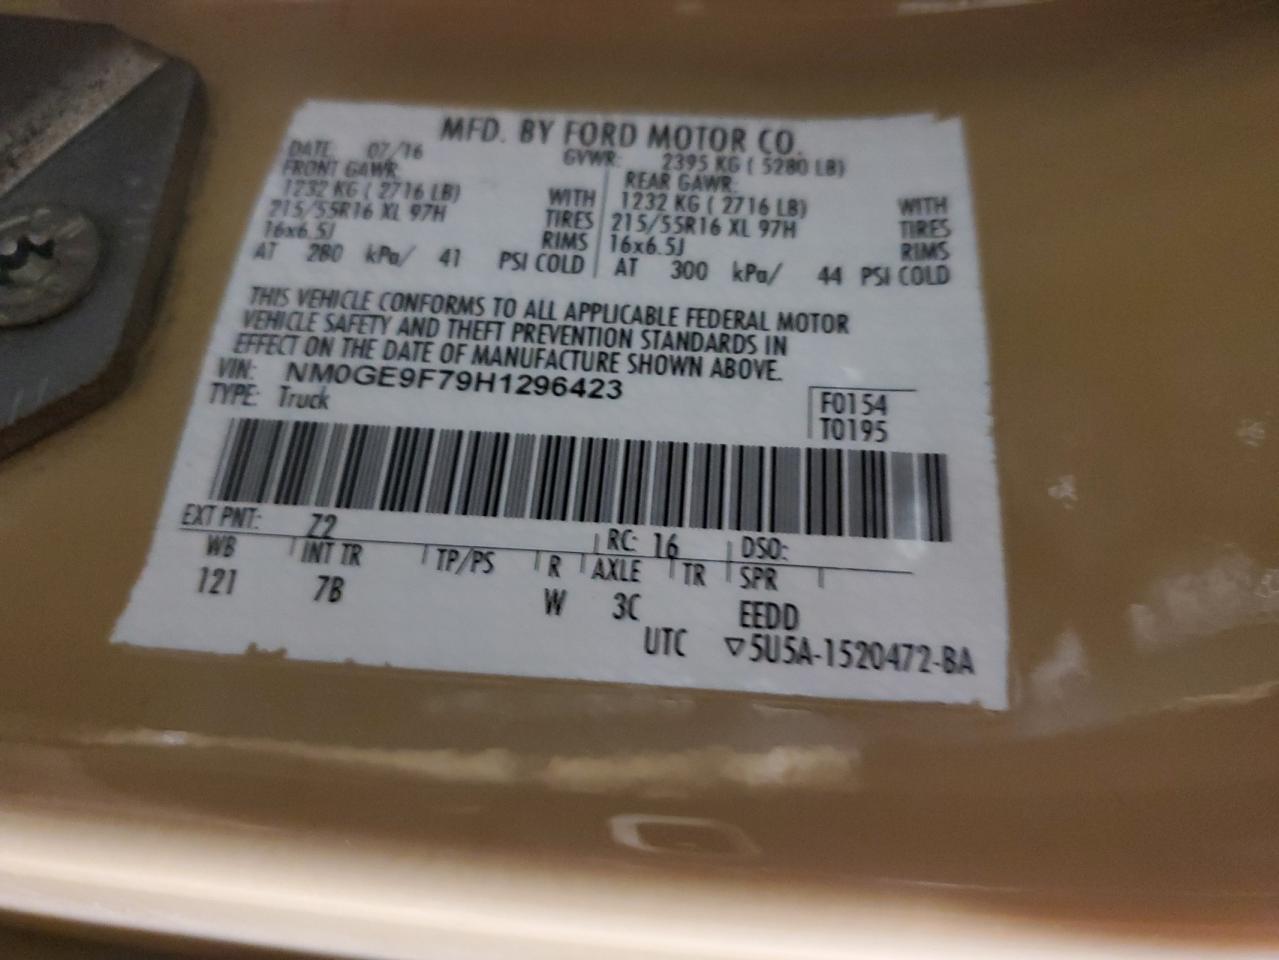 MFD. BY FORD MOTOR CO.
DATE: 07/16 GVWR: 2395 KG ( 5280 LB)
FRONT GAWR: REAR GAWR:
1232 KG ( 2716 LB) WITH 1232 KG ( 2716 LB) WITH
215/55R16 XL 97H TIRES 215/55R16 XL 97H TIRES
16x6.5J RIMS 16x6.5J RIMS
AT 280 kPa/ 41 PSI COLD AT 300 kPa/ 44 PSI COLD
THIS VEHICLE CONFORMS TO ALL APPLICABLE FEDERAL MOTOR
VEHICLE SAFETY AND THEFT PREVENTION STANDARDS IN
EFFECT ON THE DATE OF MANUFACTURE SHOWN ABOVE.
VIN: NM0GE9F79H1296423
TYPE: Truck
F0154
T0195
EXT PNT: Z2 RC: 16 DSO:
WB INT TR TP/PS R AXLE TR SPR
121 7B W 3C EEDD
UTC ▽5U5A-1520472-BA